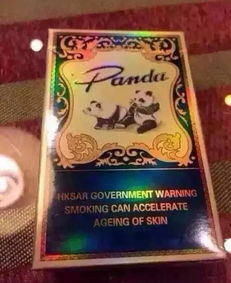 Panda
HKSAR GOVERNMENT WARNING
SMOKING CAN ACCELERATE
AGEING OF SKIN